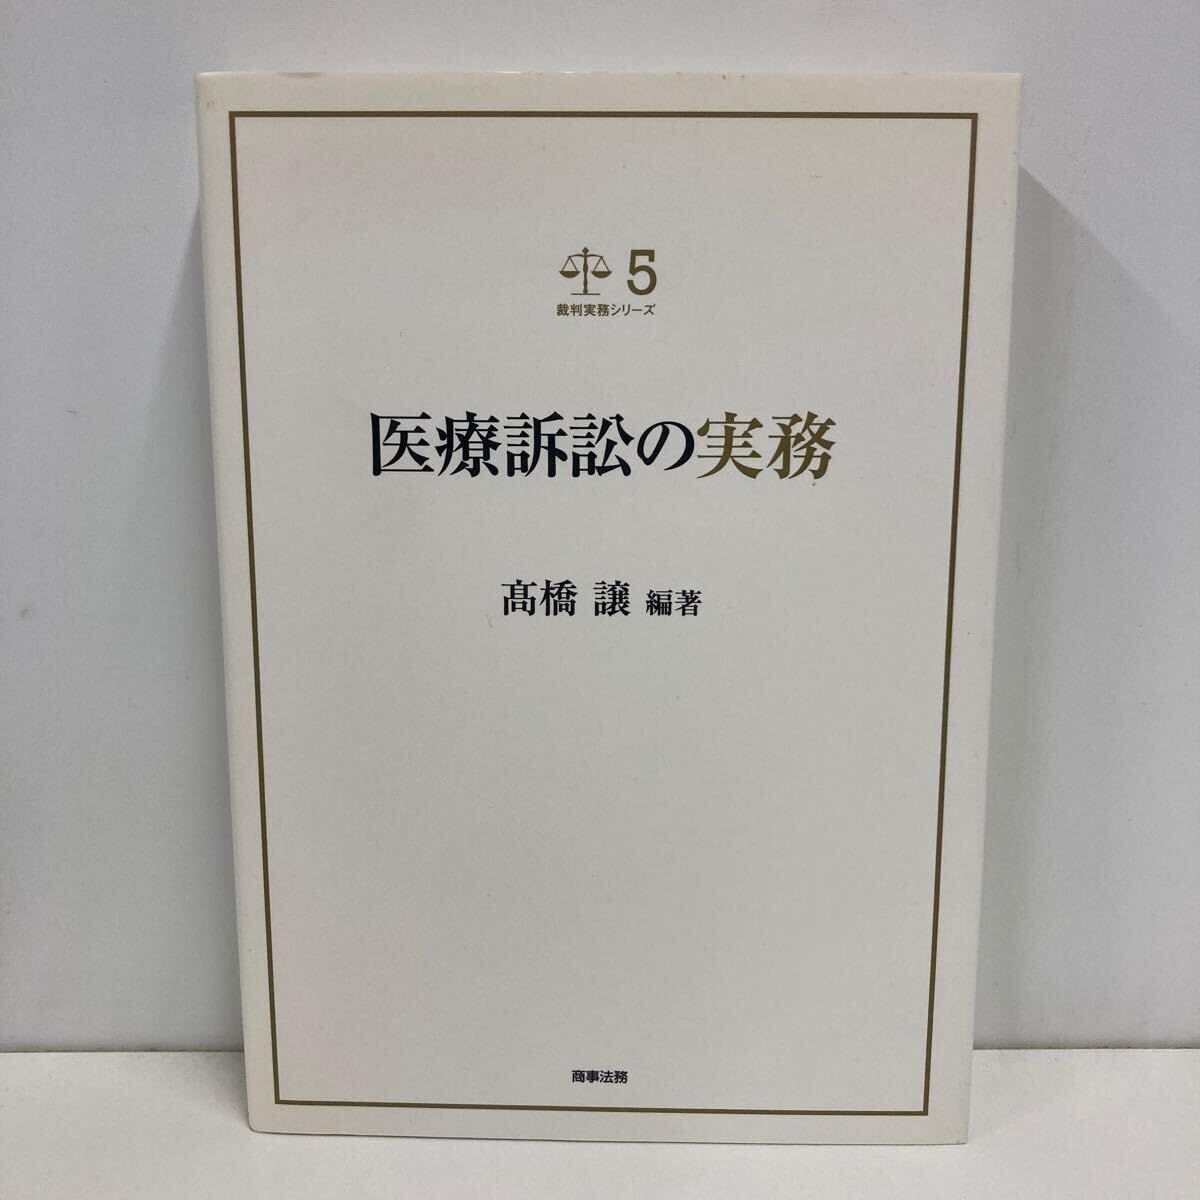 5
裁判実務シリーズ
医療訴訟の実務
髙橋 譲 編著
商事法務